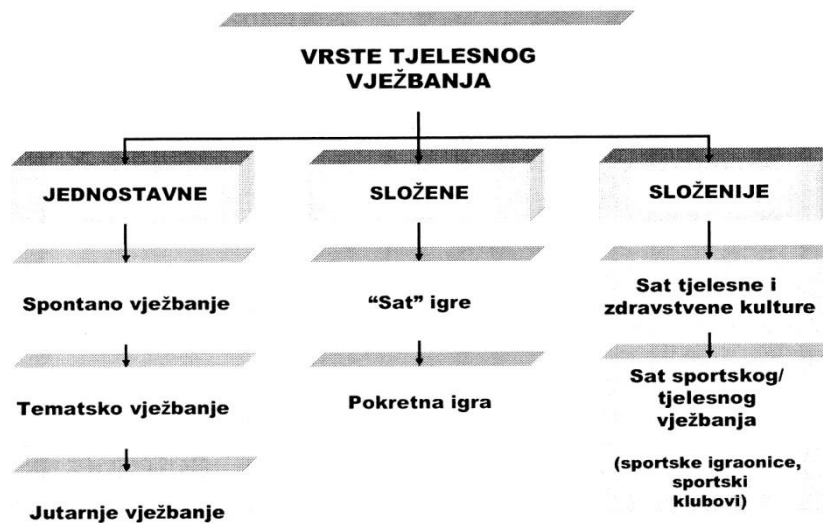 VRSTE TJELESNOG
VJEŽBANJA
JEDNOSTAVNE
SLOŽENE
SLOŽENIJE
Spontano vježbanje
“Sat” igre
Sat tjelesne i
zdravstvene kulture
Tematsko vježbanje
Pokretna igra
Sat sportskog/
tjelesnog
vježbanja
(sportske igraonice,
sportski
klubovi)
Jutarnje vježbanje